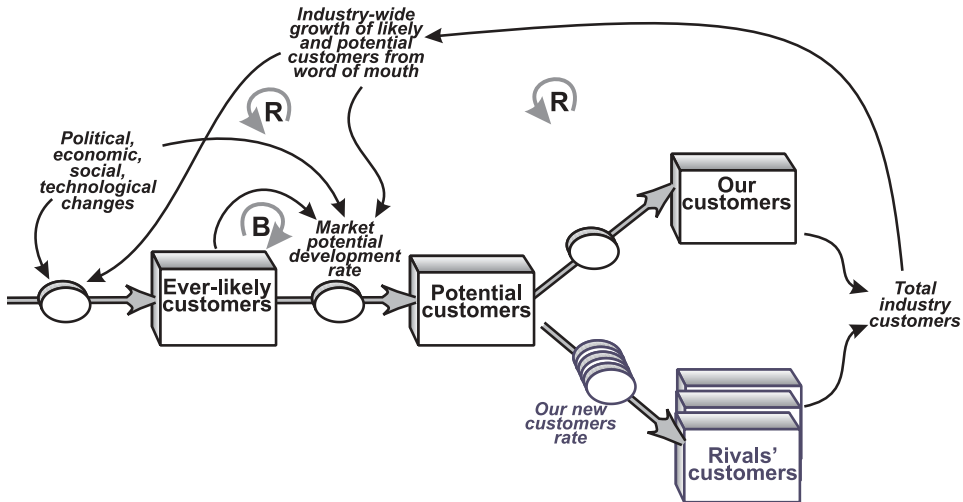 Industry-wide
growth of likely
and potential
customers from
word of mouth
R
R
Political,
economic,
social,
technological
changes
B
Market
potential
development
rate
Our
customers
Ever-likely
customers
Potential
customers
Total
industry
customers
Our new
customers
rate
Rivals’
customers